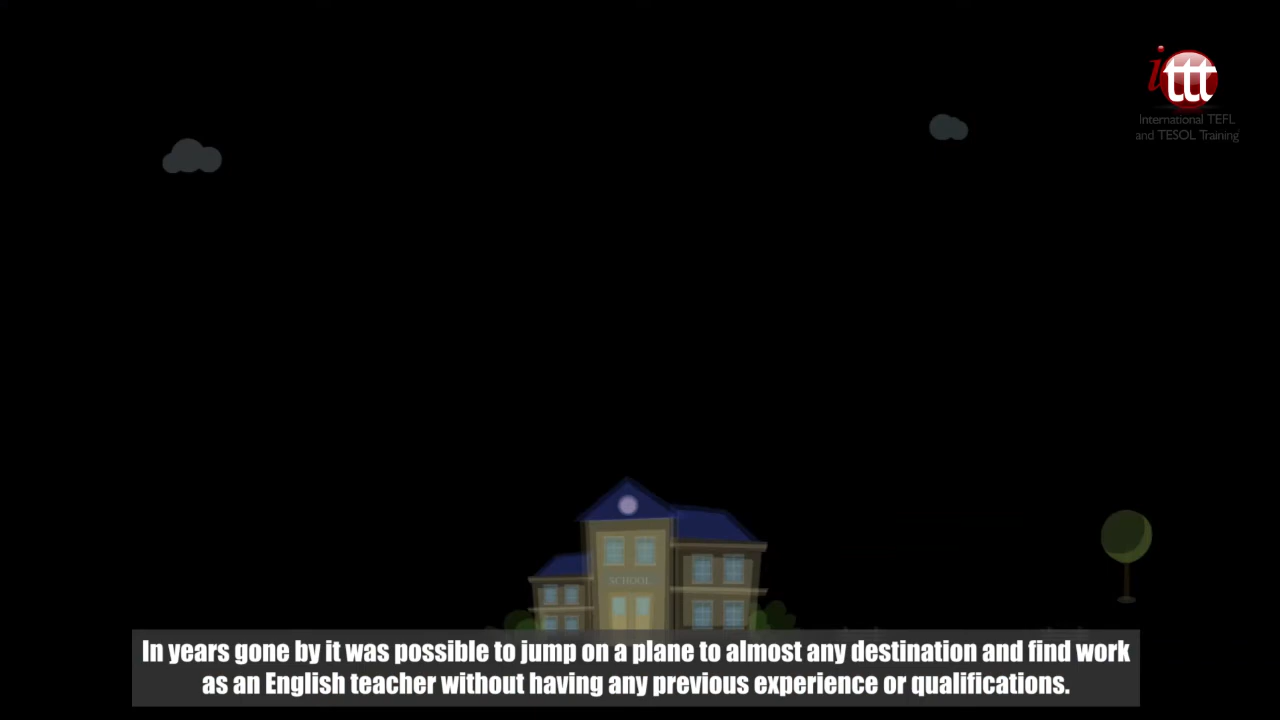 ittt
International TEFL
and TESOL Training
SCHOOL
In years gone by it was possible to jump on a plane to almost any destination and find work
as an English teacher without having any previous experience or qualifications.